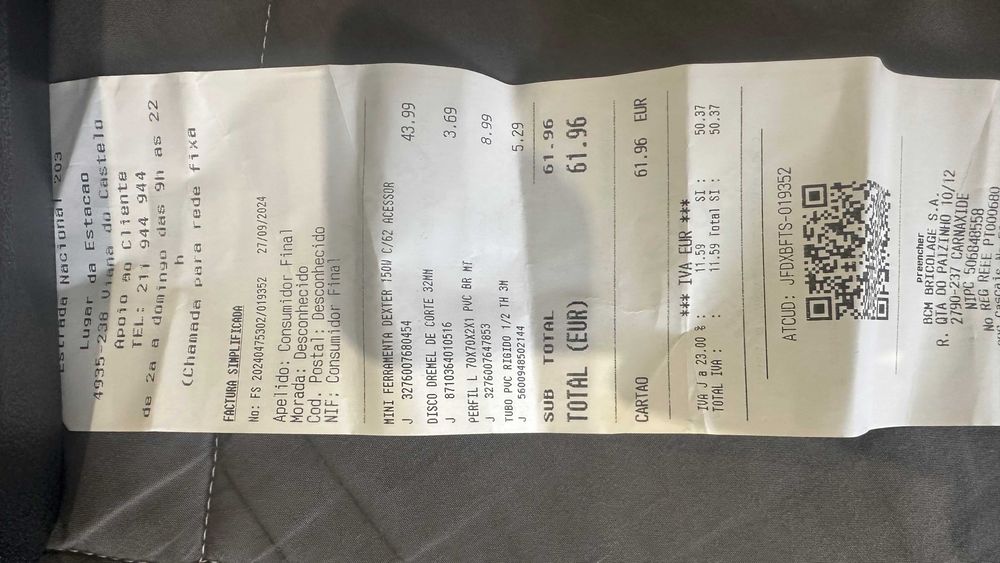 Estrada Nacional 203
Lugar da Estacao
4935-238 Viana do Castelo
Apoio ao Cliente
TEL.: 211 944 944
de 2a a domingo das 9h as 22
h
(Chamada para rede fixa
FACTURA SIMPLIFICADA
No: FS 20240475302/019352 27/09/2024
Apelido: Consumidor Final
Morada: Desconhecido
Cod. Postal: Desconhecido
NIF: Consumidor Final
MINI FERRAMENTA DEXTER 150W C/62 ACESSOR
J 3276007680454 43.99
DISCO DREMEL DE CORTE 32MM
J 8710364010516 3.69
PERFIL L 70X70X2X1 PVC BR MT
J 3276007647853 8.99
TUBO PVC RIGIDO 1/2 TH 3M
J 5600948502144 5.29
SUB TOTAL 61.96
TOTAL (EUR) 61.96
CARTAO 61.96 EUR
*** IVA EUR ***
IVA J a 23.00 % : 11.59 SI : 50.37
TOTAL IVA : 11.59 Total SI : 50.37
ATCUD: JFDXBFTS-019352
preencher
BCM BRICOLAGE S.A.
R. QTA DO PAIZINHO 10/12
2790-237 CARNAXIDE
NIPC 506848558
No REG REEE PT000680